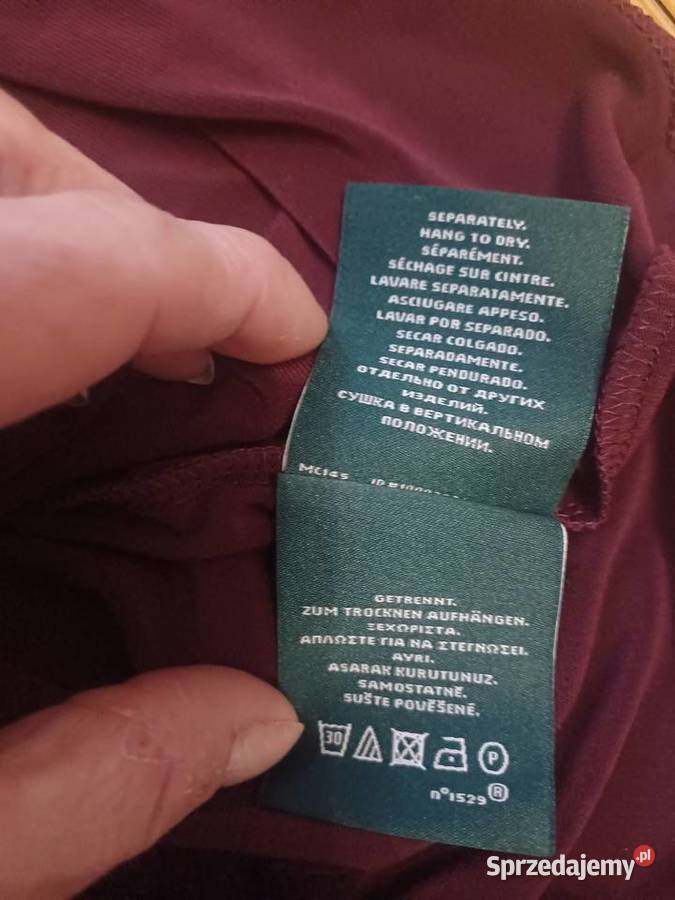 SEPARATELY.
HANG TO DRY.
SÉPARÉMENT.
SÉCHAGE SUR CINTRE.
LAVARE SEPARATAMENTE.
ASCIUGARE APPESO.
LAVAR POR SEPARADO.
SECAR COLGADO.
SEPARADAMENTE.
SECAR PENDURADO.
ОТДЕЛЬНО ОТ ДРУГИХ
ИЗДЕЛИЙ.
СУШКА В ВЕРТИКАЛЬНОМ
ПОЛОЖЕНИИ.
MC145
GETRENNT.
ZUM TROCKNEN AUFHÄNGEN.
ΞΕΧΩΡΙΣΤΑ.
ΑΠΛΩΣΤΕ ΓΙΑ ΝΑ ΣΤΕΓΝΩΣΕΙ.
AYRI.
ASARAK KURUTUNUZ.
SAMOSTATNĚ.
SUŠTE POVĚŠENÉ.
30 P
n°1529 ®
Sprzedajemy.pl